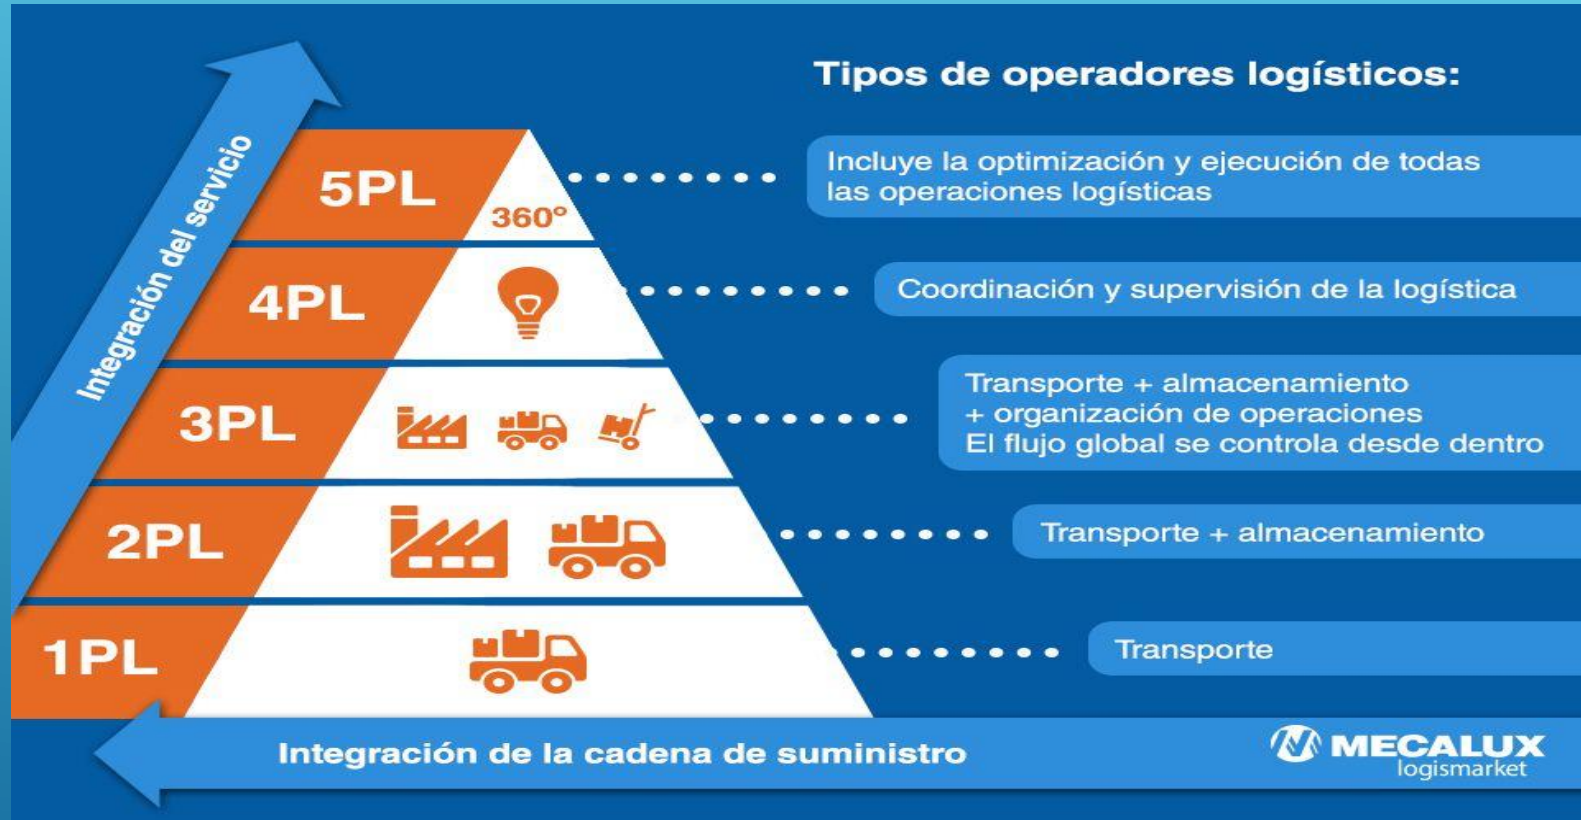 Tipos de operadores logísticos:
Integración del servicio
5PL
360º
Incluye la optimización y ejecución de todas
las operaciones logísticas
4PL
Coordinación y supervisión de la logística
3PL
Transporte + almacenamiento
+ organización de operaciones
El flujo global se controla desde dentro
2PL
Transporte + almacenamiento
1PL
Transporte
Integración de la cadena de suministro
MECALUX
logismarket